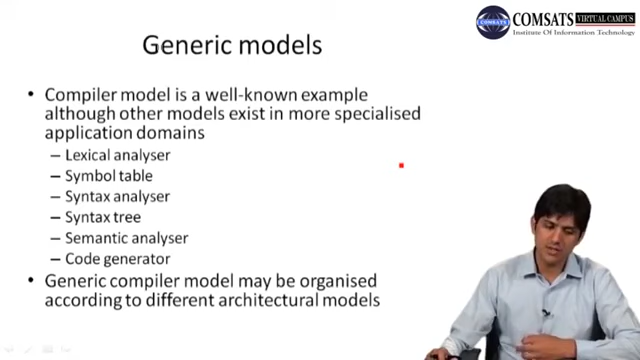 COMSATS VIRTUAL CAMPUS
Institute Of Information Technology
COMSATS
Generic models
• Compiler model is a well-known example
although other models exist in more specialised
application domains
– Lexical analyser
– Symbol table
– Syntax analyser
– Syntax tree
– Semantic analyser
– Code generator
• Generic compiler model may be organised
according to different architectural models